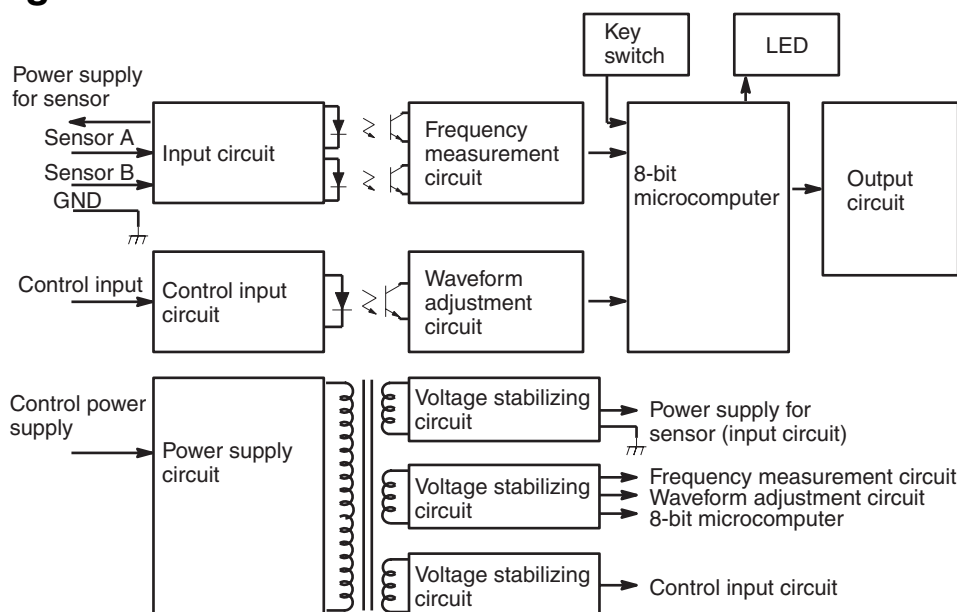 Key
switch
LED
Power supply
for sensor
Sensor A
Sensor B
GND
Input circuit
Frequency
measurement
circuit
8-bit
microcomputer
Output
circuit
Control input
Control input
circuit
Waveform
adjustment
circuit
Control power
supply
Power supply
circuit
Voltage stabilizing
circuit
Power supply for
sensor (input circuit)
Voltage stabilizing
circuit
Frequency measurement circuit
Waveform adjustment circuit
8-bit microcomputer
Voltage stabilizing
circuit
Control input circuit